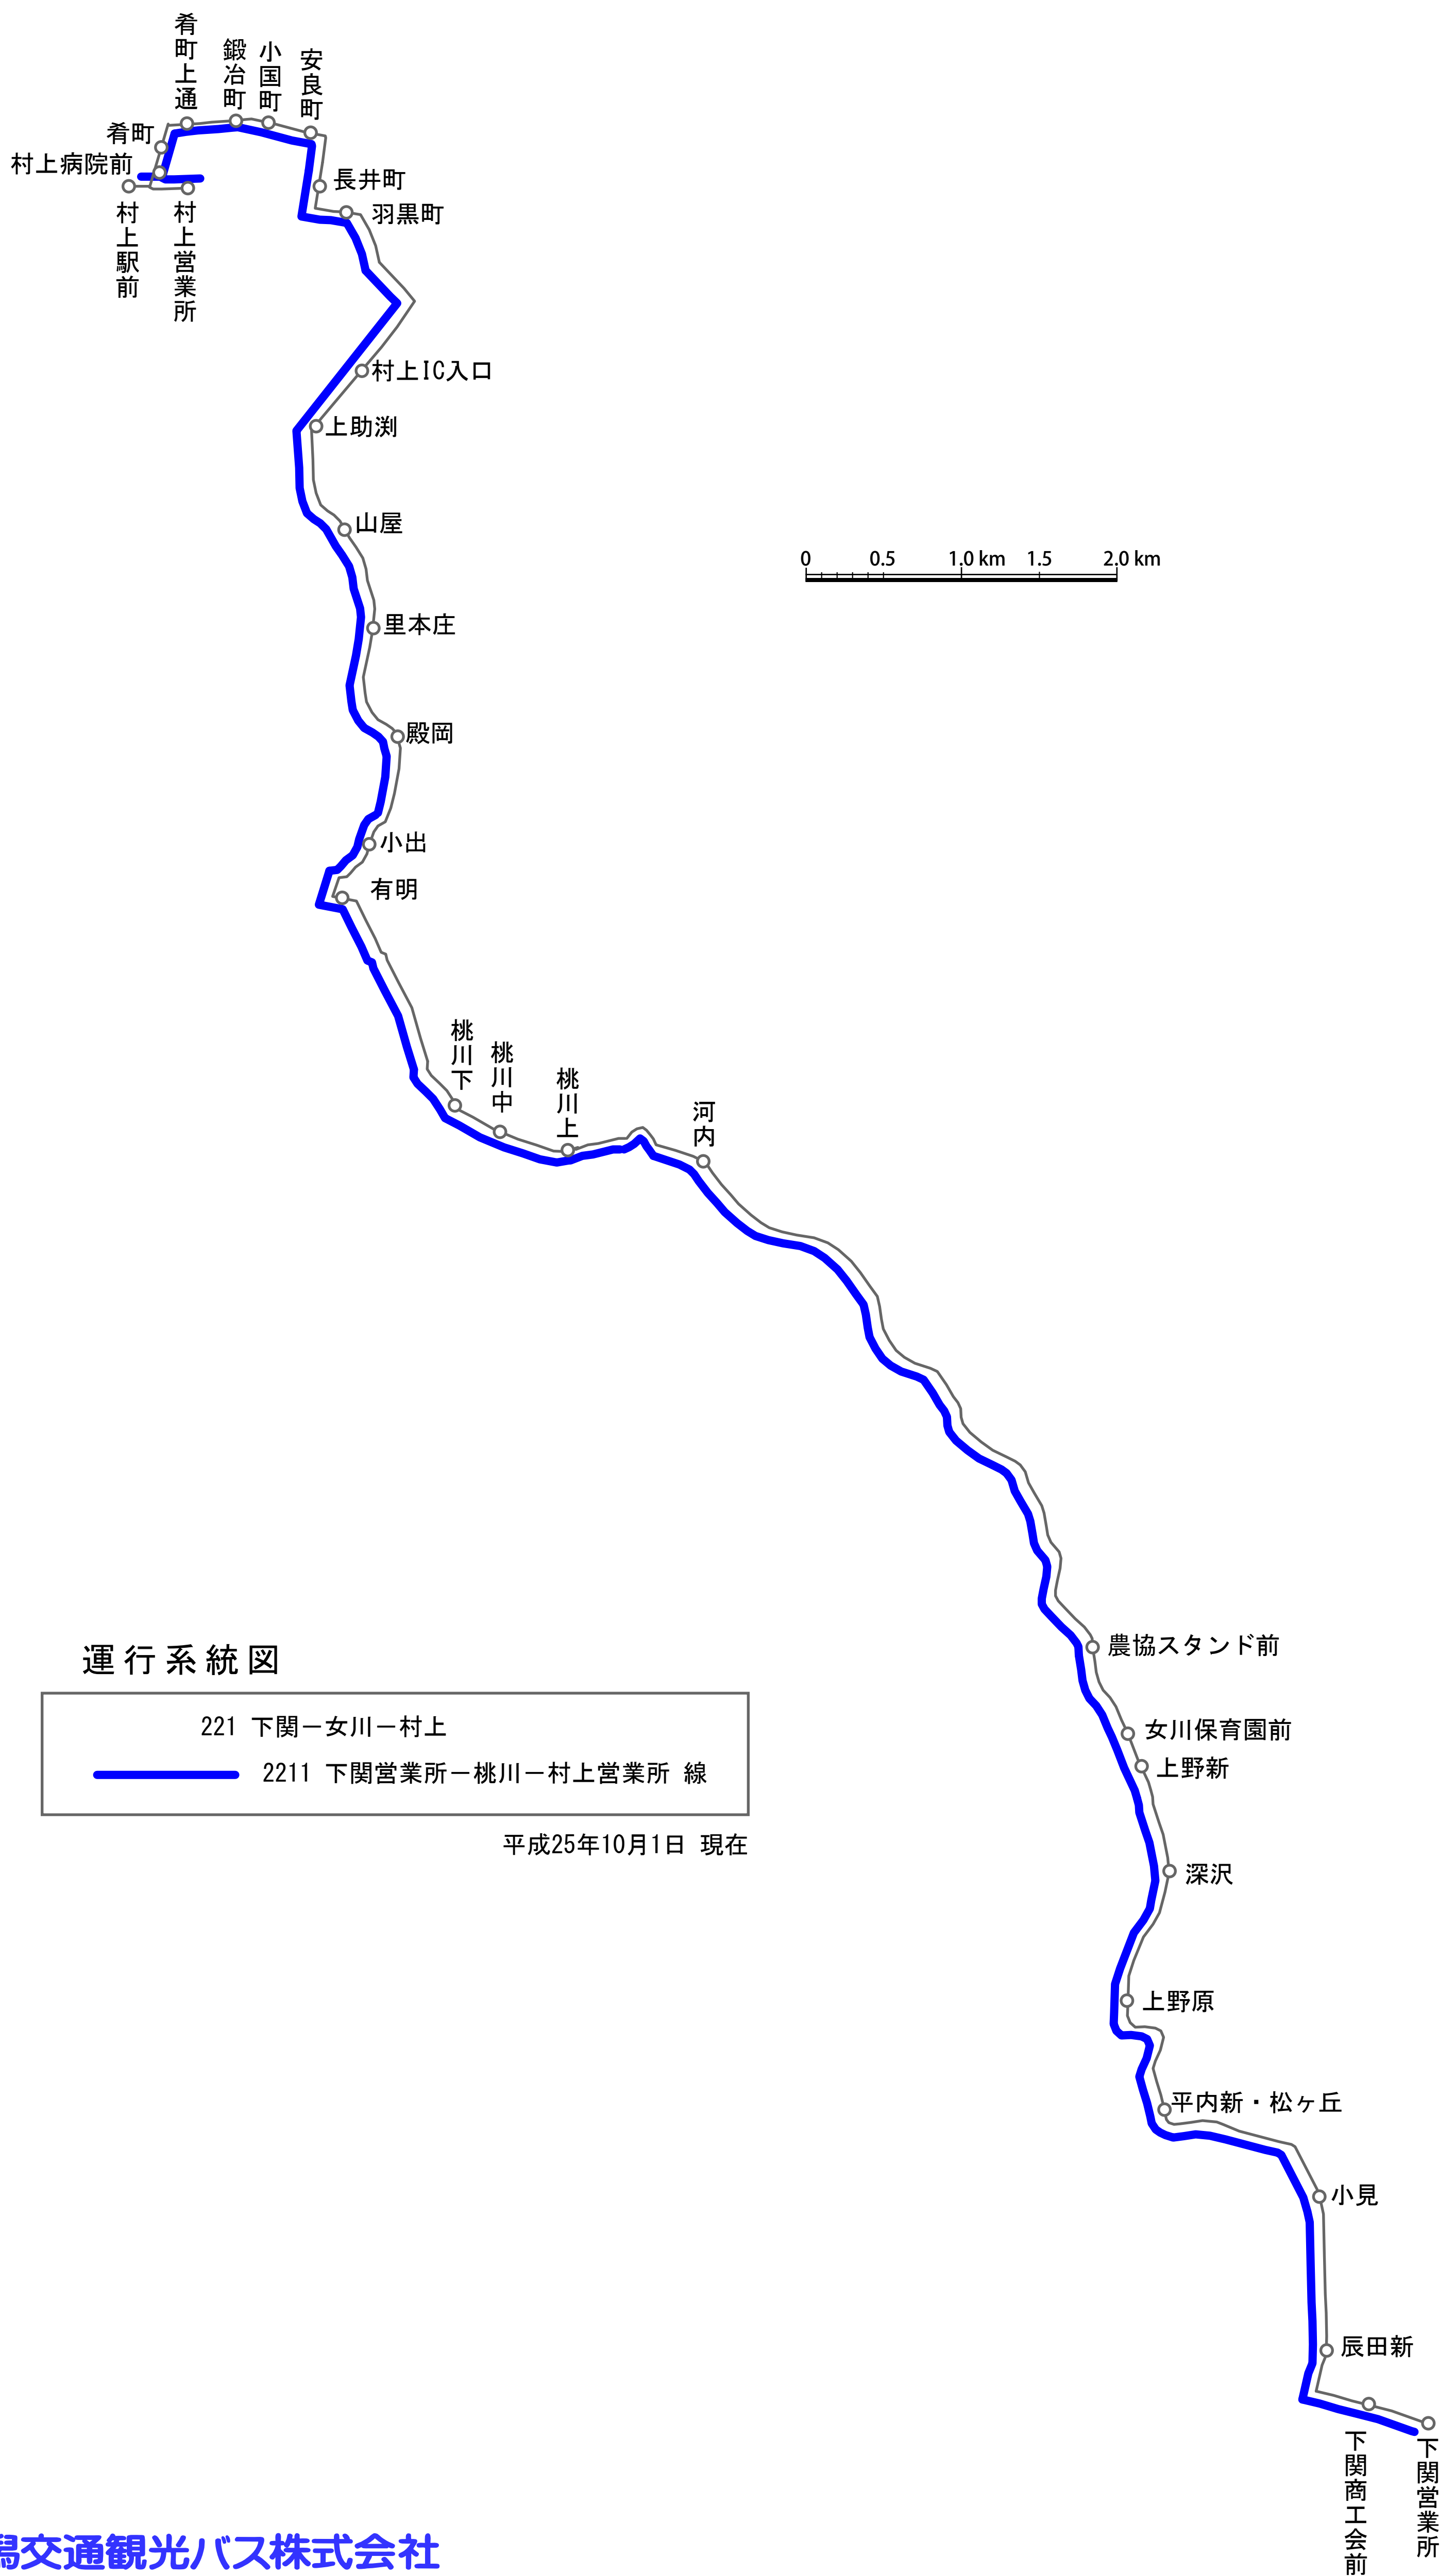 肴町上通
鍛冶町
小国町
安良町
肴町
村上病院前
村上駅前
村上営業所
長井町
羽黒町
村上IC入口
上助渕
山屋
0 0.5 1.0 km 1.5 2.0 km
里本庄
殿岡
小出
有明
桃川下
桃川中
桃川上
河内
農協スタンド前
女川保育園前
上野新
深沢
上野原
平内新・松ヶ丘
小見
辰田新
下関商工会前
下関営業所
運行系統図
221 下関－女川－村上
2211 下関営業所－桃川－村上営業所 線
平成25年10月1日 現在
潟交通観光バス株式会社